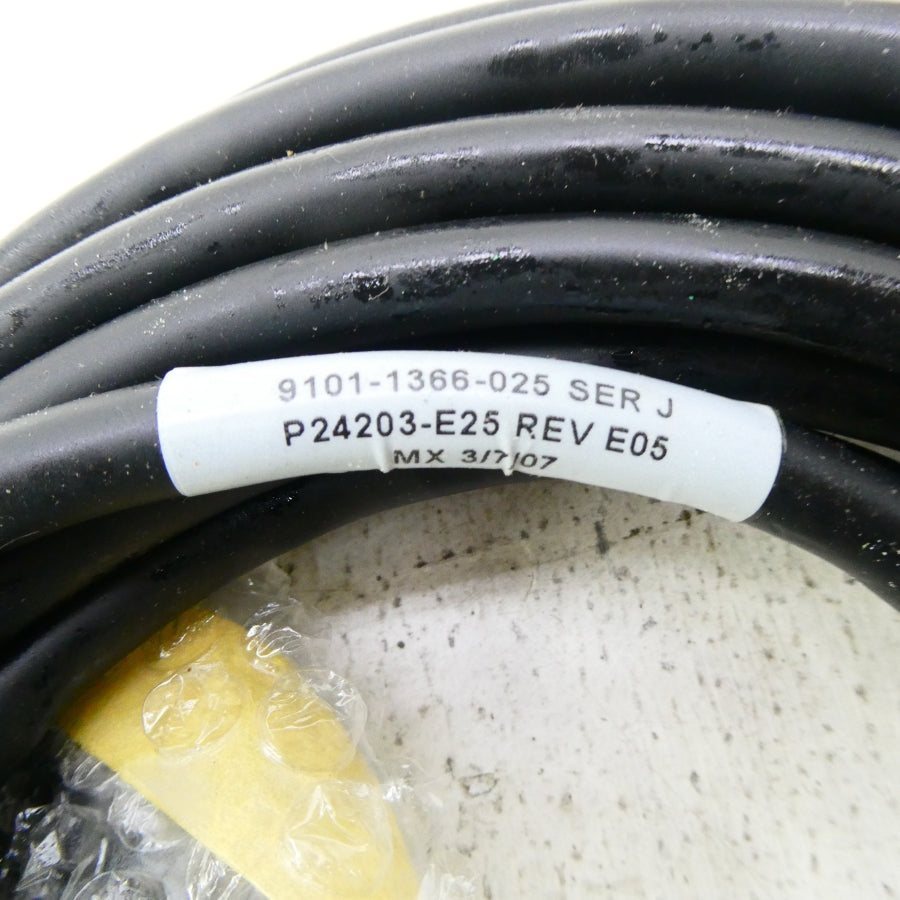 9101-1366-025 SER J
P24203-E25 REV E05
MX 3/7/07